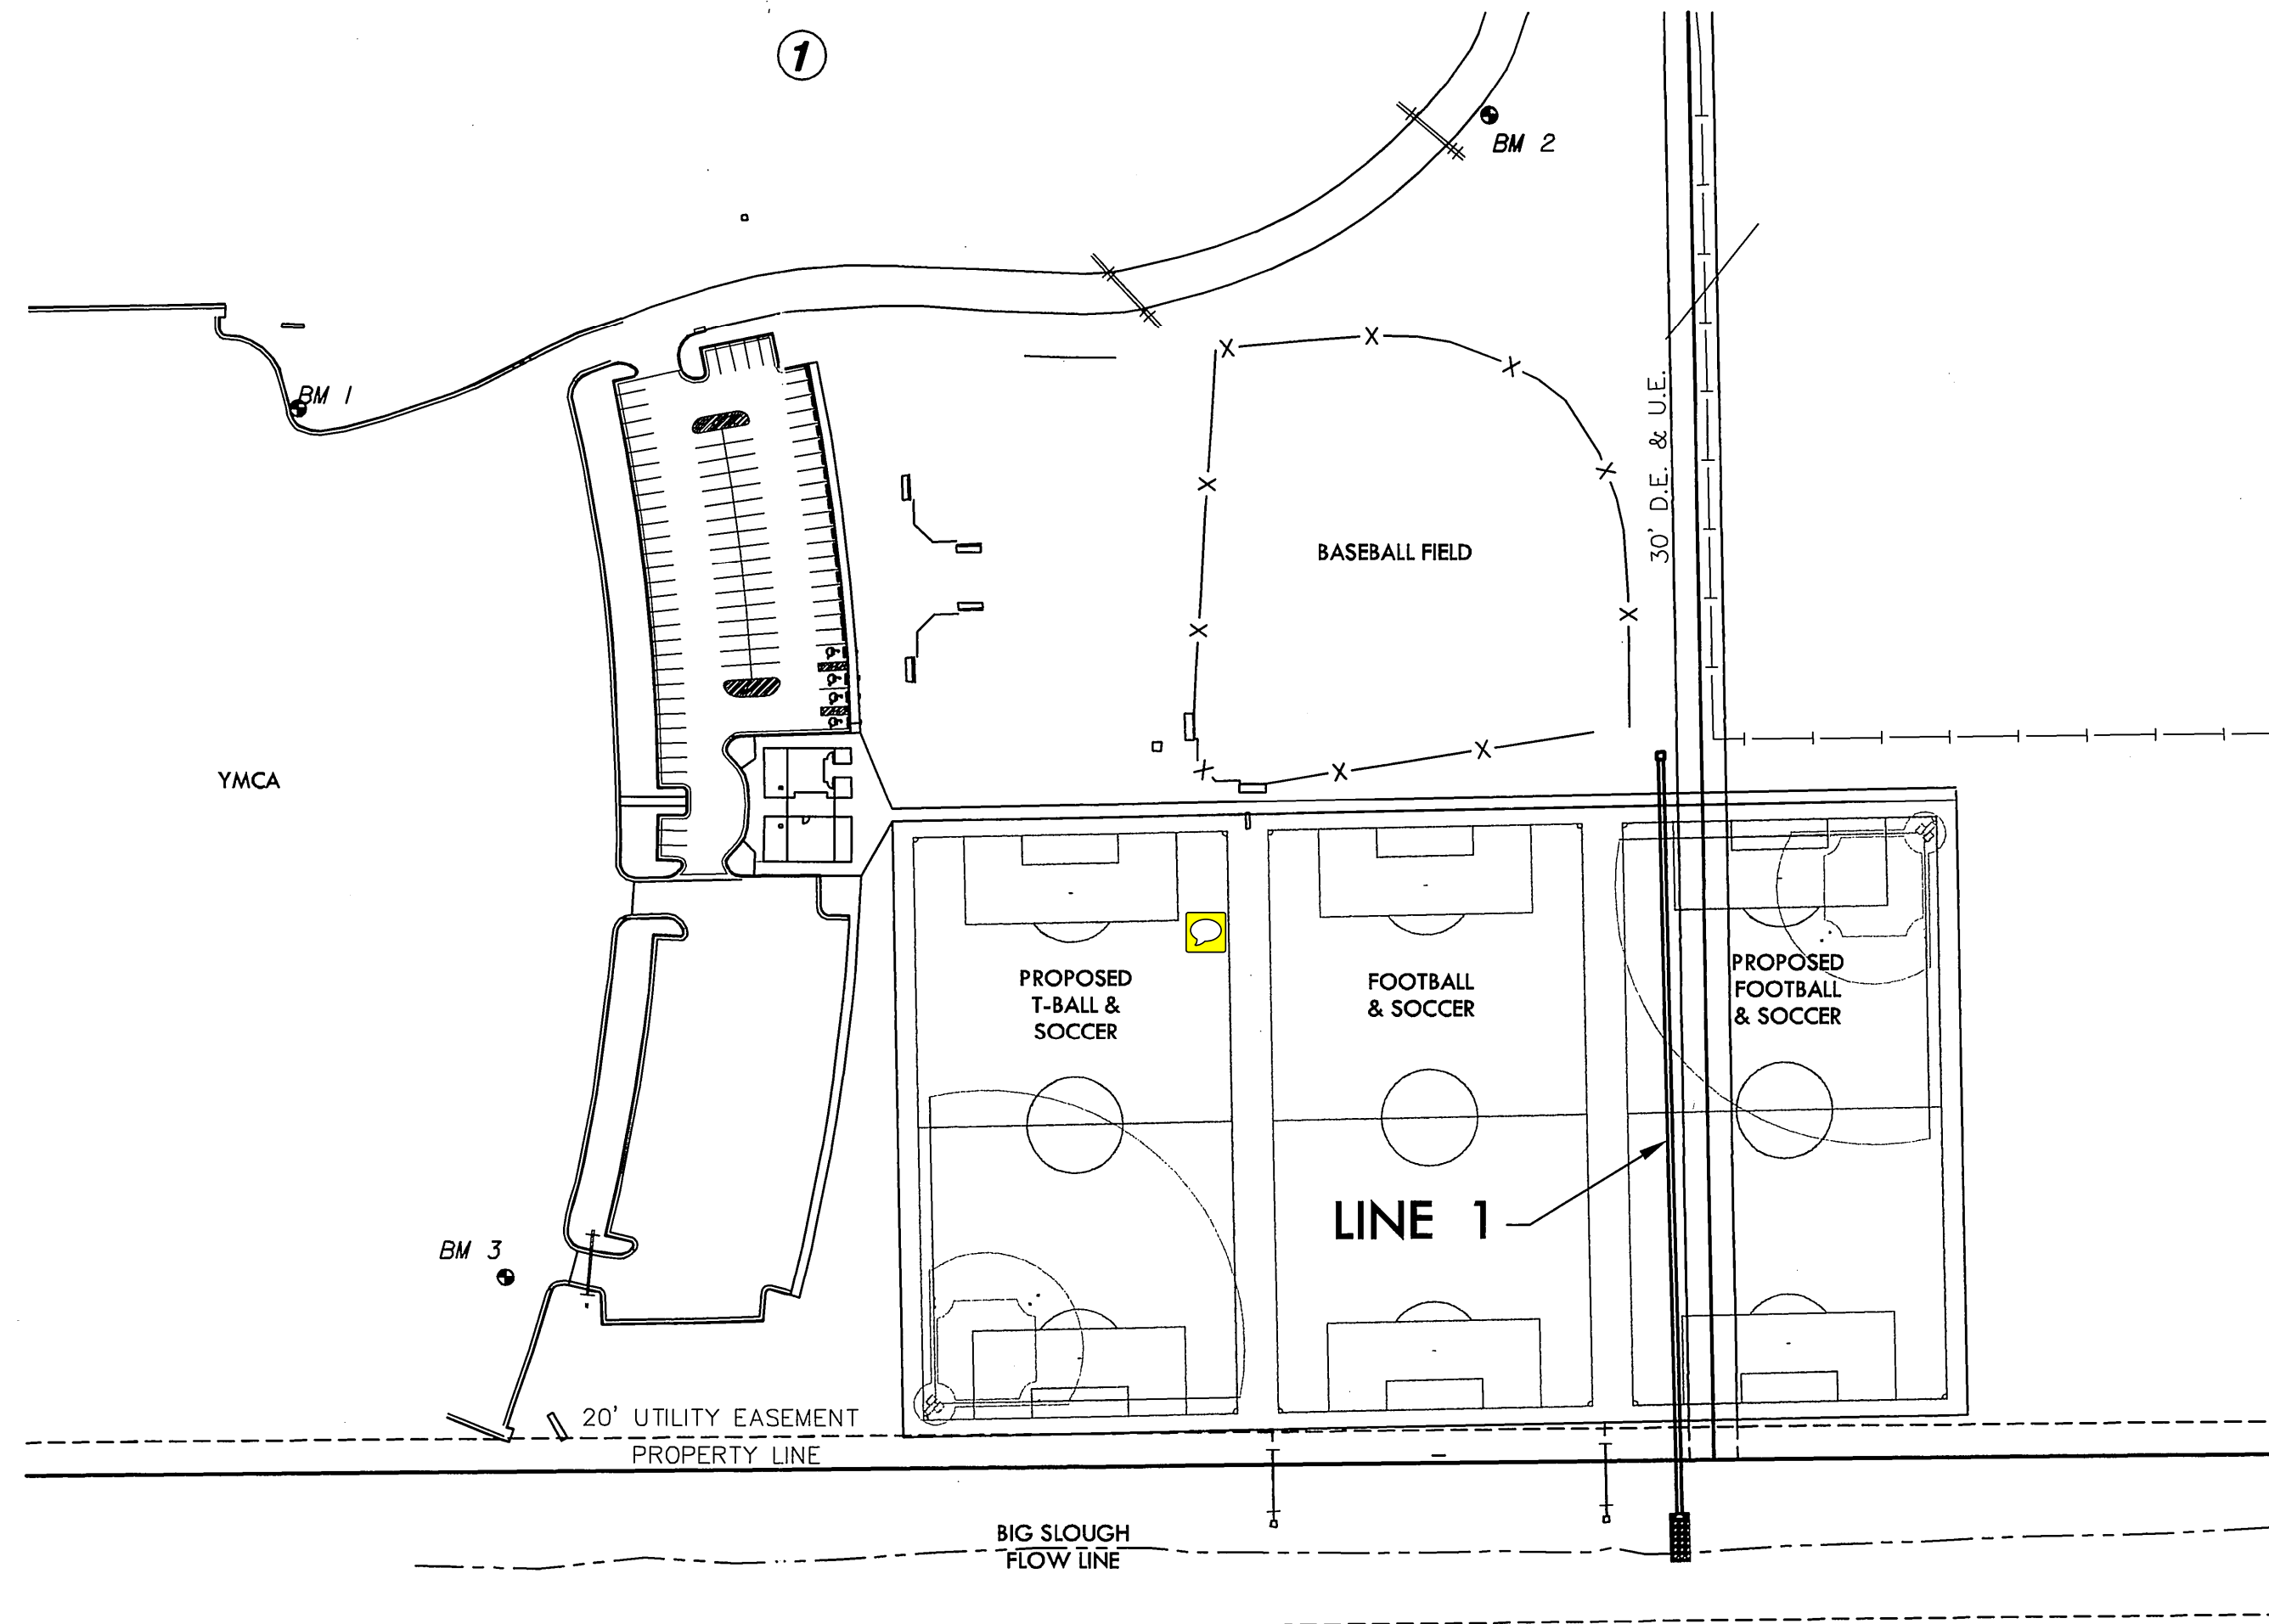 1
BM 2
BM 1
30' D.E. & U.E.
BASEBALL FIELD
YMCA
PROPOSED
T-BALL &
SOCCER
FOOTBALL
& SOCCER
PROPOSED
FOOTBALL
& SOCCER
LINE 1
BM 3
20' UTILITY EASEMENT
PROPERTY LINE
BIG SLOUGH
FLOW LINE